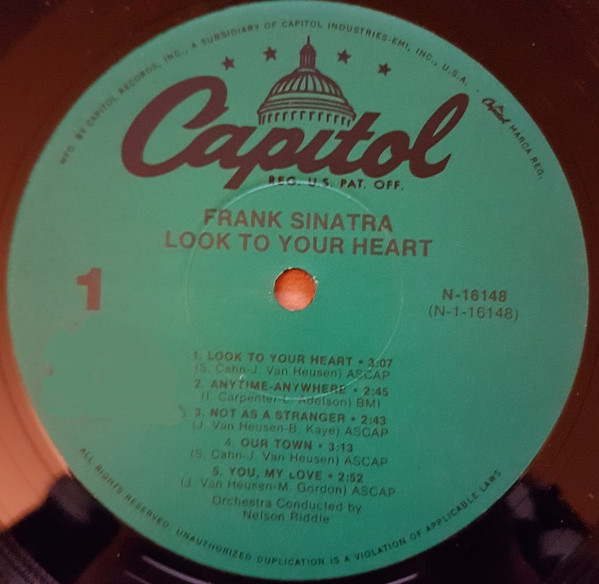 MFD. BY CAPITOL RECORDS, INC., A SUBSIDIARY OF CAPITOL INDUSTRIES-EMI, INC., U.S.A. · Capitol MARCA REG.
Capitol
REG. U.S. PAT. OFF.
FRANK SINATRA
LOOK TO YOUR HEART
1
N-16148
(N-1-16148)
1. LOOK TO YOUR HEART • 3:07
(S. Cahn-J. Van Heusen) ASCAP
2. ANYTIME-ANYWHERE • 2:45
(I. Carpenter-L. Adelson) BMI
3. NOT AS A STRANGER • 2:43
(J. Van Heusen-B. Kaye) ASCAP
4. OUR TOWN • 3:13
(S. Cahn-J. Van Heusen) ASCAP
5. YOU, MY LOVE • 2:52
(J. Van Heusen-M. Gordon) ASCAP
Orchestra Conducted by
Nelson Riddle
ALL RIGHTS RESERVED. UNAUTHORIZED DUPLICATION IS A VIOLATION OF APPLICABLE LAWS